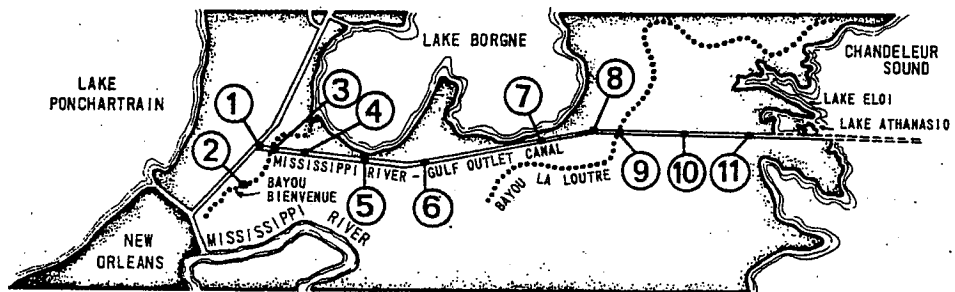 LAKE BORGNE
CHANDELEUR
SOUND
LAKE
PONCHARTRAIN
1
3
4
7
8
LAKE ELOI
LAKE ATHANASIO
2
MISSISSIPPI RIVER - GULF OUTLET CANAL
BAYOU
BIENVENUE
BAYOU LA LOUTRE
5
6
9
10
11
MISSISSIPPI RIVER
NEW
ORLEANS